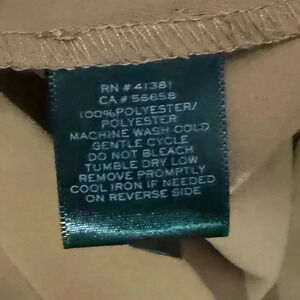 RN # 41381
CA # 56658
100% POLYESTER/
POLYESTER
MACHINE WASH COLD
GENTLE CYCLE
DO NOT BLEACH
TUMBLE DRY LOW
REMOVE PROMPTLY
COOL IRON IF NEEDED
ON REVERSE SIDE